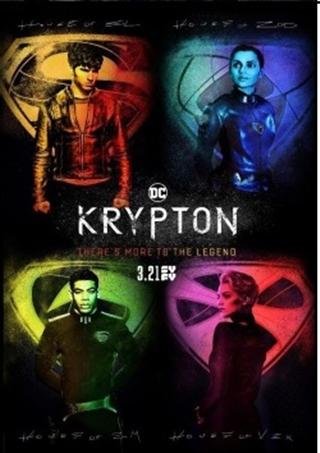 HOUSE OF EL
HOUSE OF ZOD
DC
KRYPTON
THERE'S MORE TO THE LEGEND
3.21 SYFY
HOUSE OF EM
HOUSE OF VEX